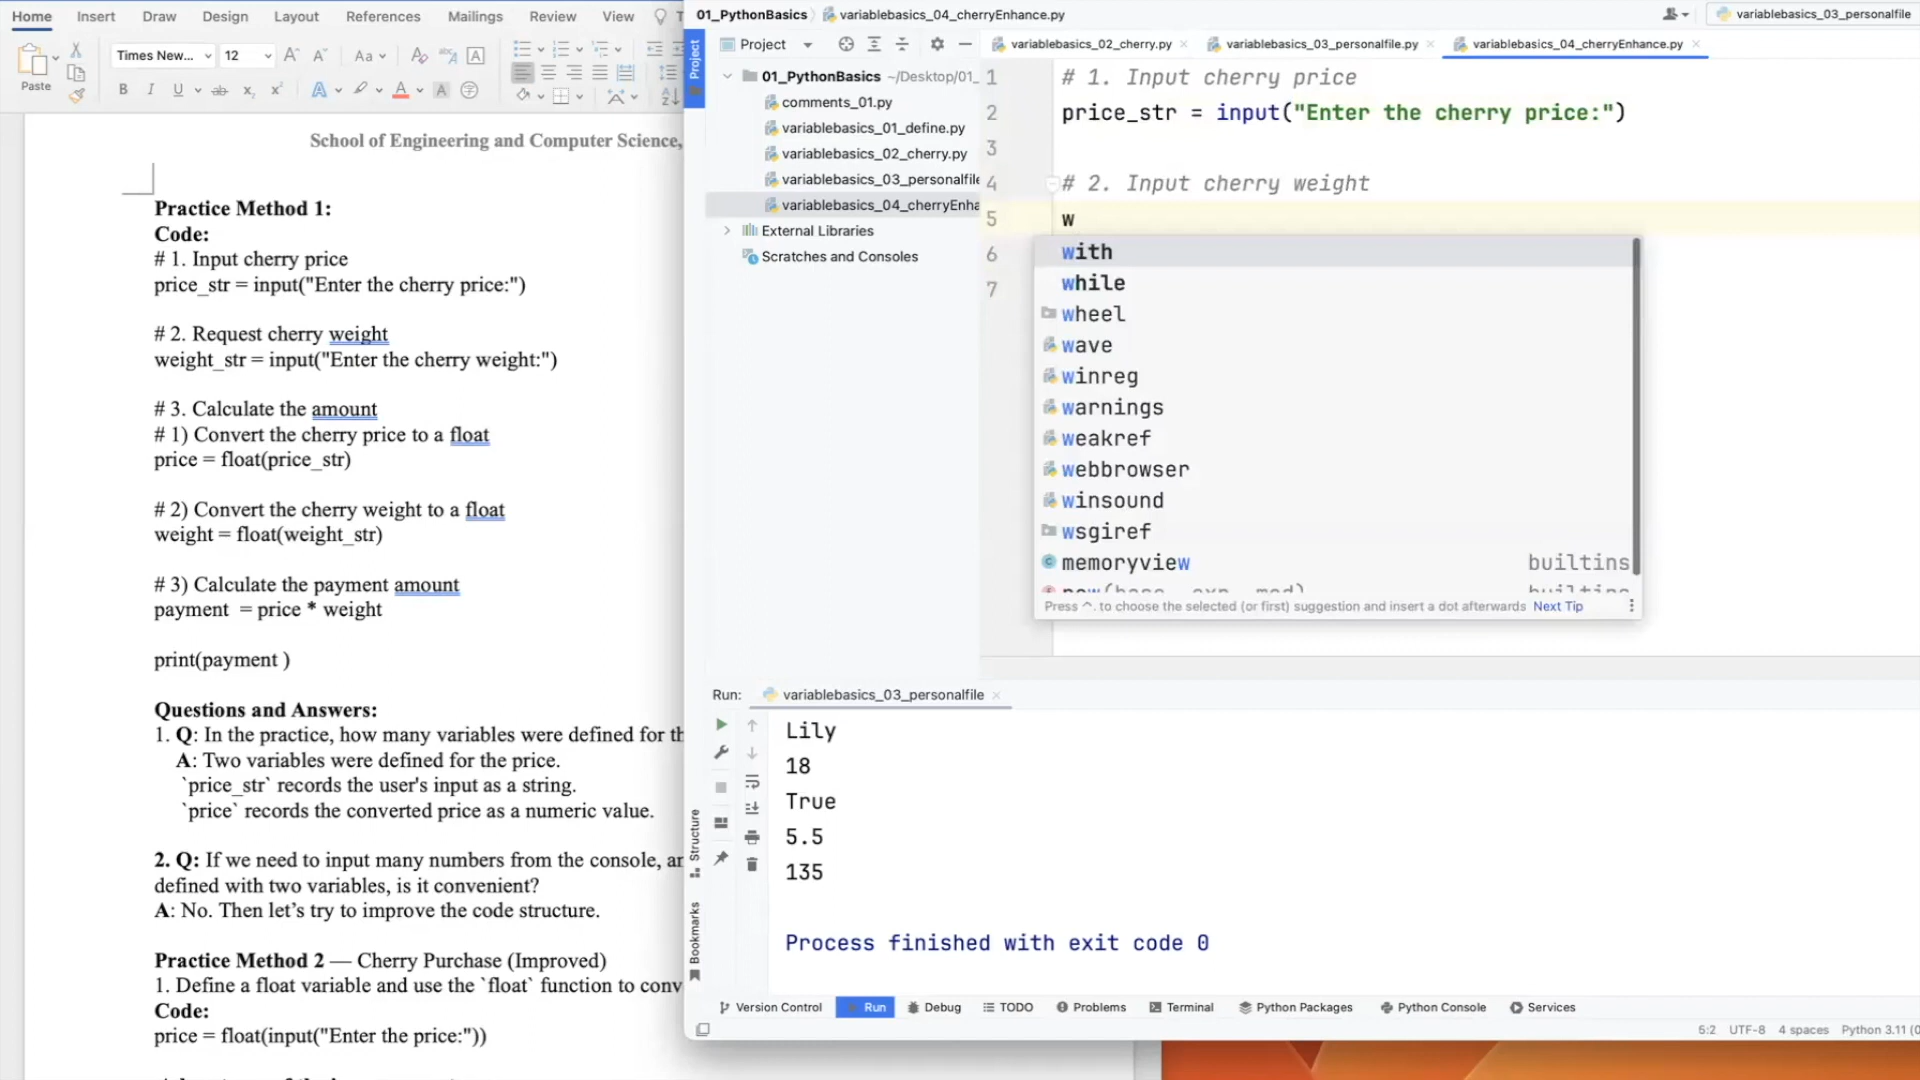 Home Insert Draw Design Layout References Mailings Review View
Times New... 12
Paste
School of Engineering and Computer Science,
Practice Method 1:
Code:
# 1. Input cherry price
price_str = input("Enter the cherry price:")
# 2. Request cherry weight
weight_str = input("Enter the cherry weight:")
# 3. Calculate the amount
# 1) Convert the cherry price to a float
price = float(price_str)
# 2) Convert the cherry weight to a float
weight = float(weight_str)
# 3) Calculate the payment amount
payment = price * weight
print(payment )
Questions and Answers:
1. Q: In the practice, how many variables were defined for
A: Two variables were defined for the price.
`price_str` records the user's input as a string.
`price` records the converted price as a numeric value.
2. Q: If we need to input many numbers from the console,
defined with two variables, is it convenient?
A: No. Then let’s try to improve the code structure.
Practice Method 2 — Cherry Purchase (Improved)
1. Define a float variable and use the `float` function to
Code:
price = float(input("Enter the price:"))
01_PythonBasics variablebasics_04_cherryEnhance.py
variablebasics_03_personalfile
Project
Project
variablebasics_02_cherry.py variablebasics_03_personalfile.py variablebasics_04_cherryEnhance.py
01_PythonBasics ~/Desktop/01_
comments_01.py
variablebasics_01_define.py
variablebasics_02_cherry.py
variablebasics_03_personalfile
variablebasics_04_cherryEnha
External Libraries
Scratches and Consoles
1 # 1. Input cherry price
2 price_str = input("Enter the cherry price:")
3
4 # 2. Input cherry weight
5 w
6
7
with
while
wheel
wave
winreg
warnings
weakref
webbrowser
winsound
wsgiref
memoryview builtins
Press ^. to choose the selected (or first) suggestion and insert a dot afterwards Next Tip
Run: variablebasics_03_personalfile
Lily
18
True
5.5
135
Process finished with exit code 0
Structure
Bookmarks
Version Control Run Debug TODO Problems Terminal Python Packages Python Console Services
5:2 UTF-8 4 spaces Python 3.11